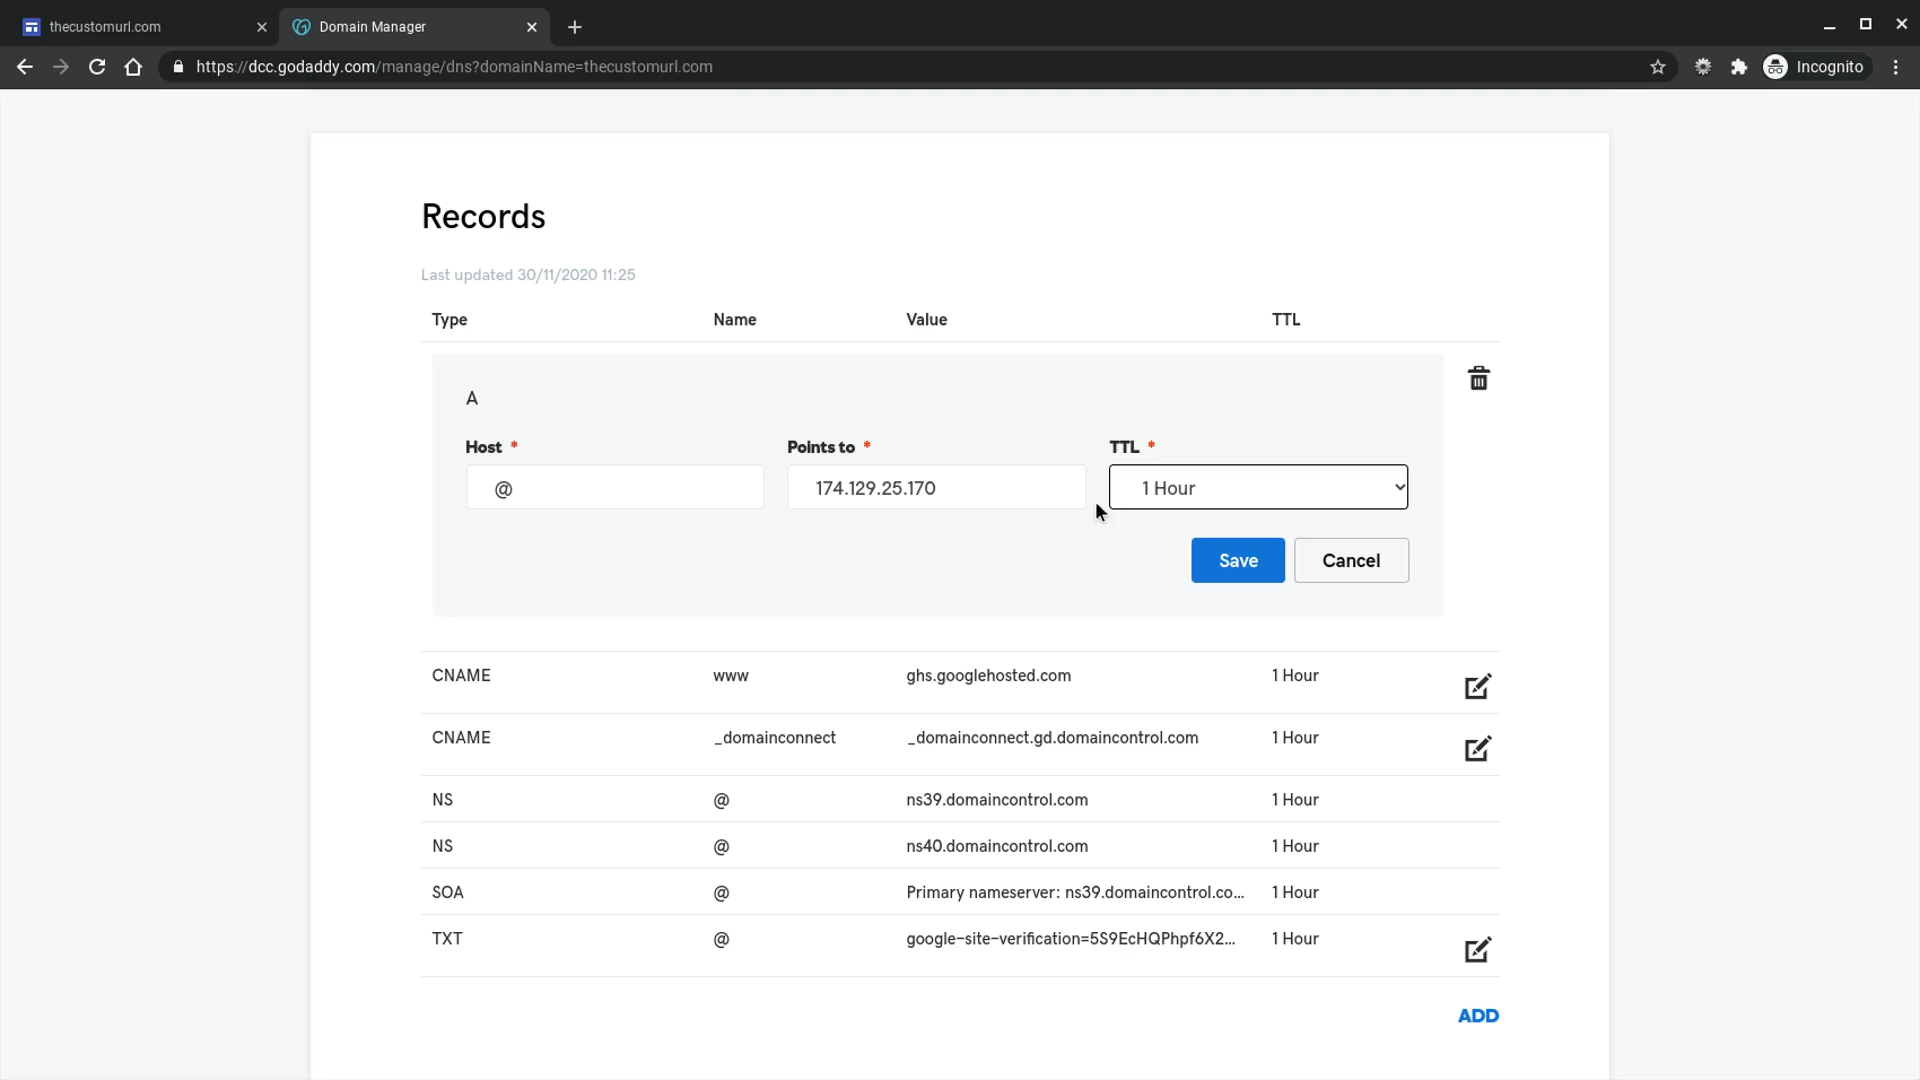 thecustomurl.com
Domain Manager
https://dcc.godaddy.com/manage/dns?domainName=thecustomurl.com
Incognito
Records
Last updated 30/11/2020 11:25
Type Name Value TTL
A
Host * Points to * TTL *
@ 174.129.25.170 1 Hour
Save Cancel
CNAME www ghs.googlehosted.com 1 Hour
CNAME _domainconnect _domainconnect.gd.domaincontrol.com 1 Hour
NS @ ns39.domaincontrol.com 1 Hour
NS @ ns40.domaincontrol.com 1 Hour
SOA @ Primary nameserver: ns39.domaincontrol.co... 1 Hour
TXT @ google-site-verification=5S9EcHQPhpf6X2... 1 Hour
ADD